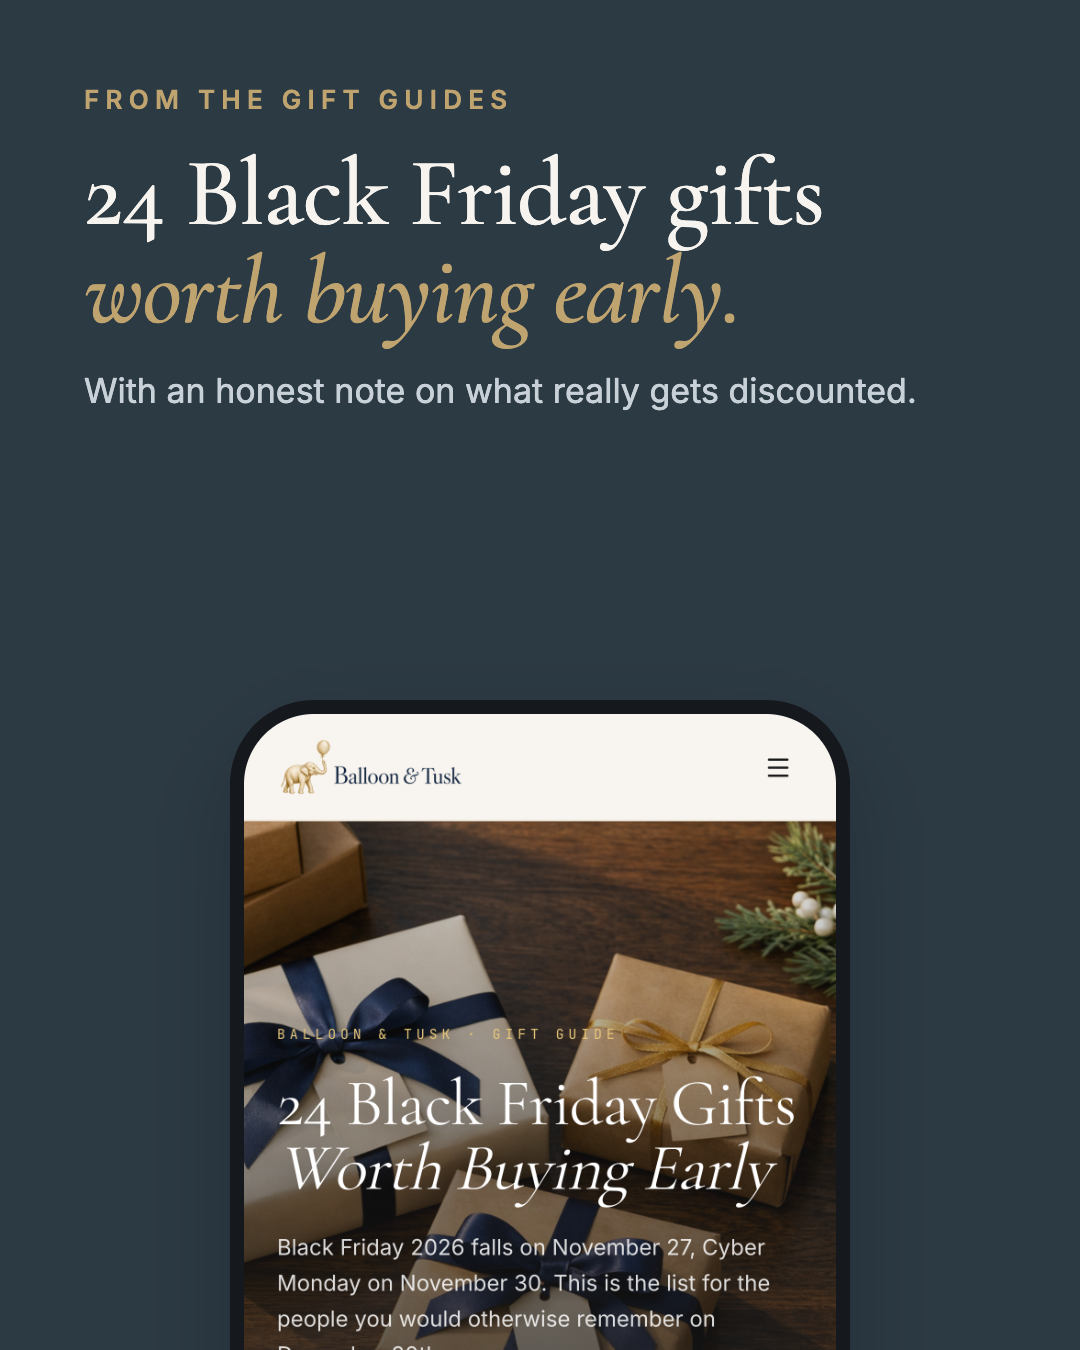 FROM THE GIFT GUIDES
24 Black Friday gifts
worth buying early.
With an honest note on what really gets discounted.
Balloon & Tusk
BALLOON & TUSK · GIFT GUIDE
24 Black Friday Gifts
Worth Buying Early
Black Friday 2026 falls on November 27, Cyber
Monday on November 30. This is the list for the
people you would otherwise remember on